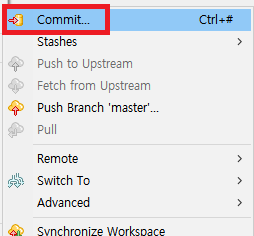 Commit... Ctrl+#
Stashes
Push to Upstream
Fetch from Upstream
Push Branch 'master'...
Pull
Remote
Switch To
Advanced
Synchronize Workspace